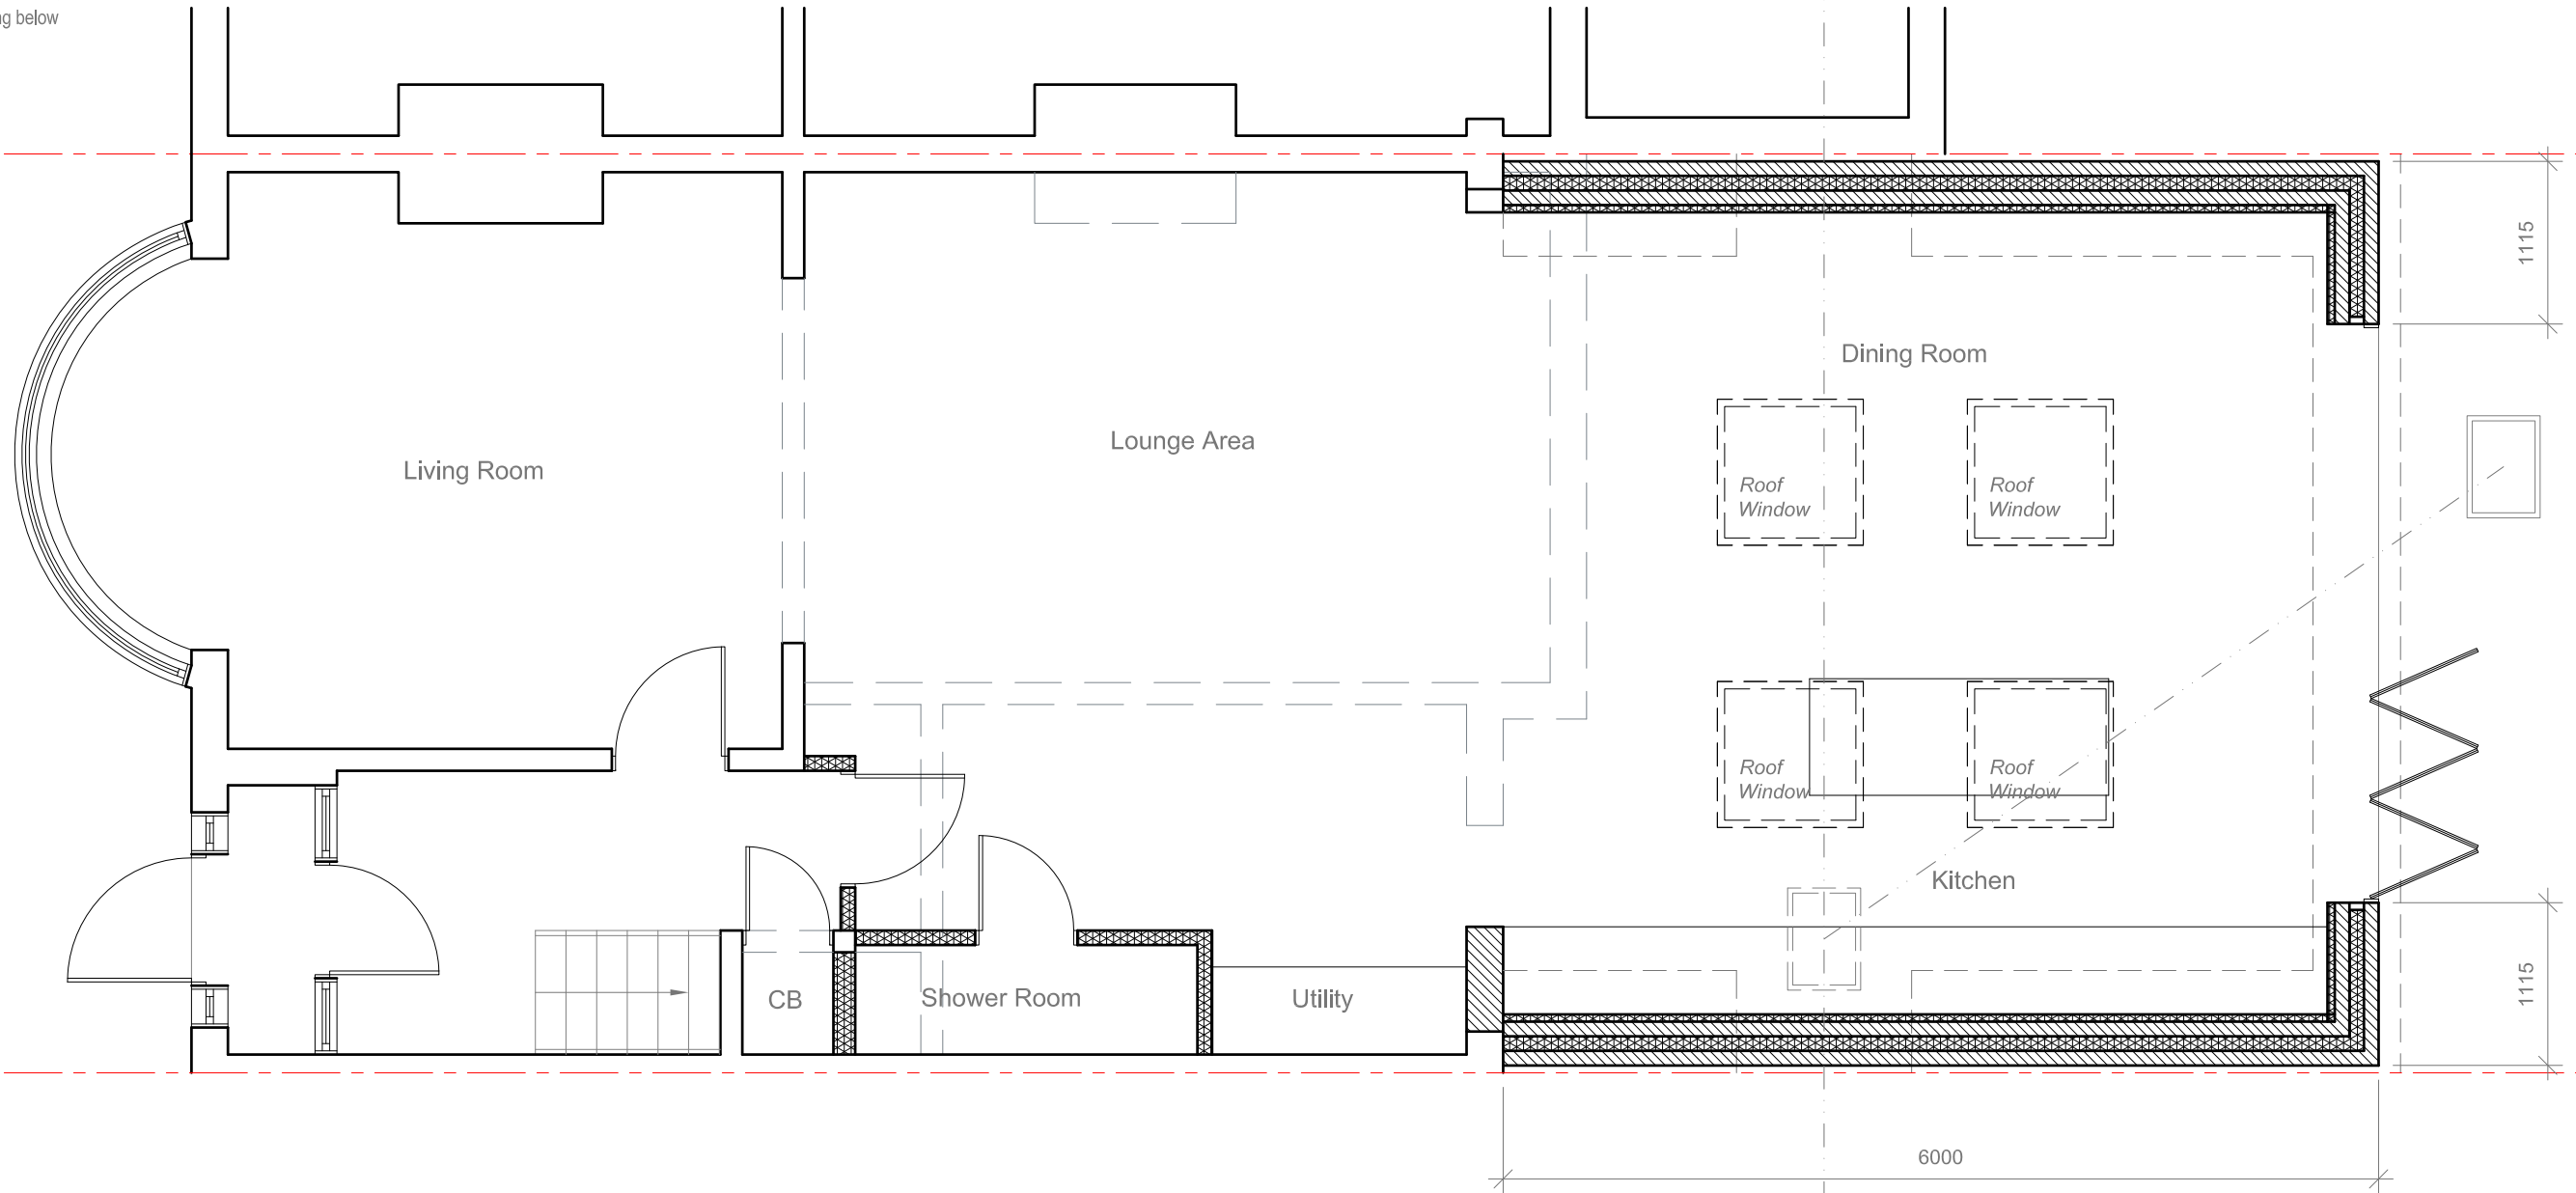 ng below
1115
Dining Room
Lounge Area
Living Room
Roof
Window
Roof
Window
Roof
Window
Roof
Window
Kitchen
CB
Shower Room
Utility
1115
6000